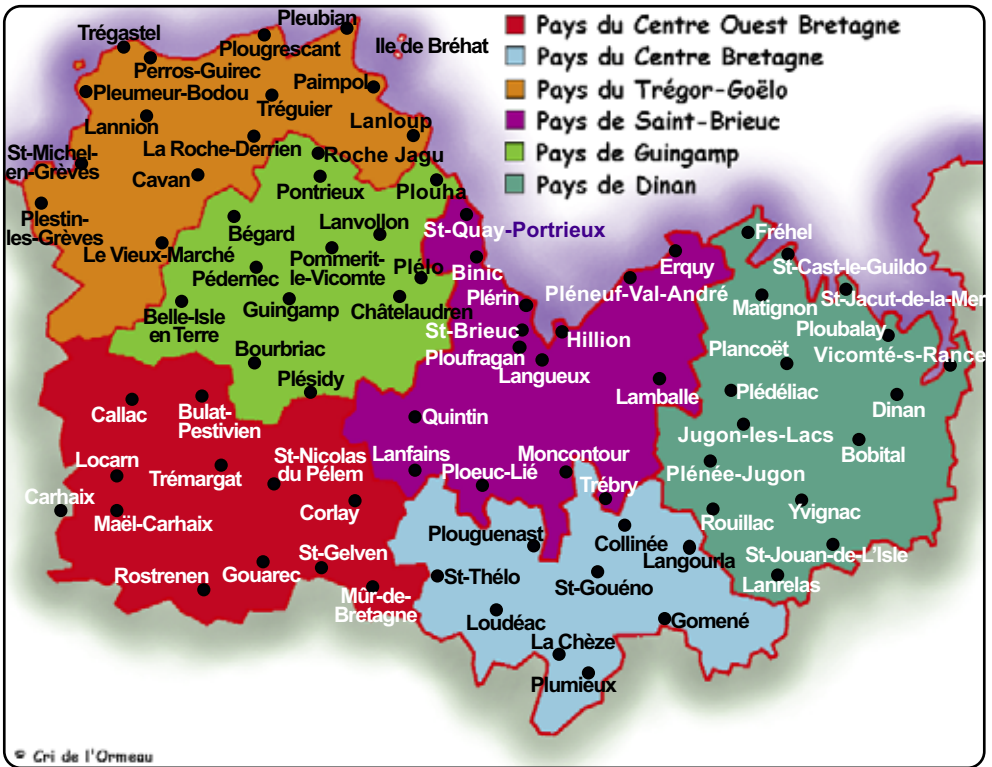 Pleubian
Trégastel
Plougrescant
Ile de Bréhat
Perros-Guirec
Paimpol
Pleumeur-Bodou
Tréguier
Lannion
Lanloup
La Roche-Derrien
Roche Jagu
St-Michel-
en-Grèves
Cavan
Pontrieux
Plouha
Plestin-
les-Grèves
Bégard
Lanvollon
St-Quay-Portrieux
Le Vieux-Marché
Pommerit-
le-Vicomte
Plélo
Binic
Pédernec
Guingamp
Châtelaudren
Plérin
Belle-Isle
en Terre
St-Brieuc
Ploufragan
Hillion
Langueux
Bourbriac
Plésidy
Pays du Centre Ouest Bretagne
Pays du Centre Bretagne
Pays du Trégor-Goëlo
Pays de Saint-Brieuc
Pays de Guingamp
Pays de Dinan
Fréhel
Erquy
St-Cast-le-Guildo
Pléneuf-Val-André
Matignon
St-Jacut-de-la-Mer
Ploubalay
Plancoët
Vicomté-s-Rance
Lamballe
Plédéliac
Dinan
Jugon-les-Lacs
Bobital
Plénée-Jugon
Rouillac
Yvignac
St-Jouan-de-L'Isle
Lanrelas
Callac
Bulat-
Pestivien
Quintin
Locarn
Trémargat
St-Nicolas
du Pélem
Lanfains
Ploeuc-Lié
Moncontour
Trébry
Carhaix
Maël-Carhaix
Corlay
Plouguenast
Collinée
Langourla
St-Gelven
Rostrenen
Gouarec
Mûr-de-
Bretagne
St-Thélo
St-Gouéno
Loudéac
Gomené
La Chèze
Plumieux
© Cri de l'Ormeau